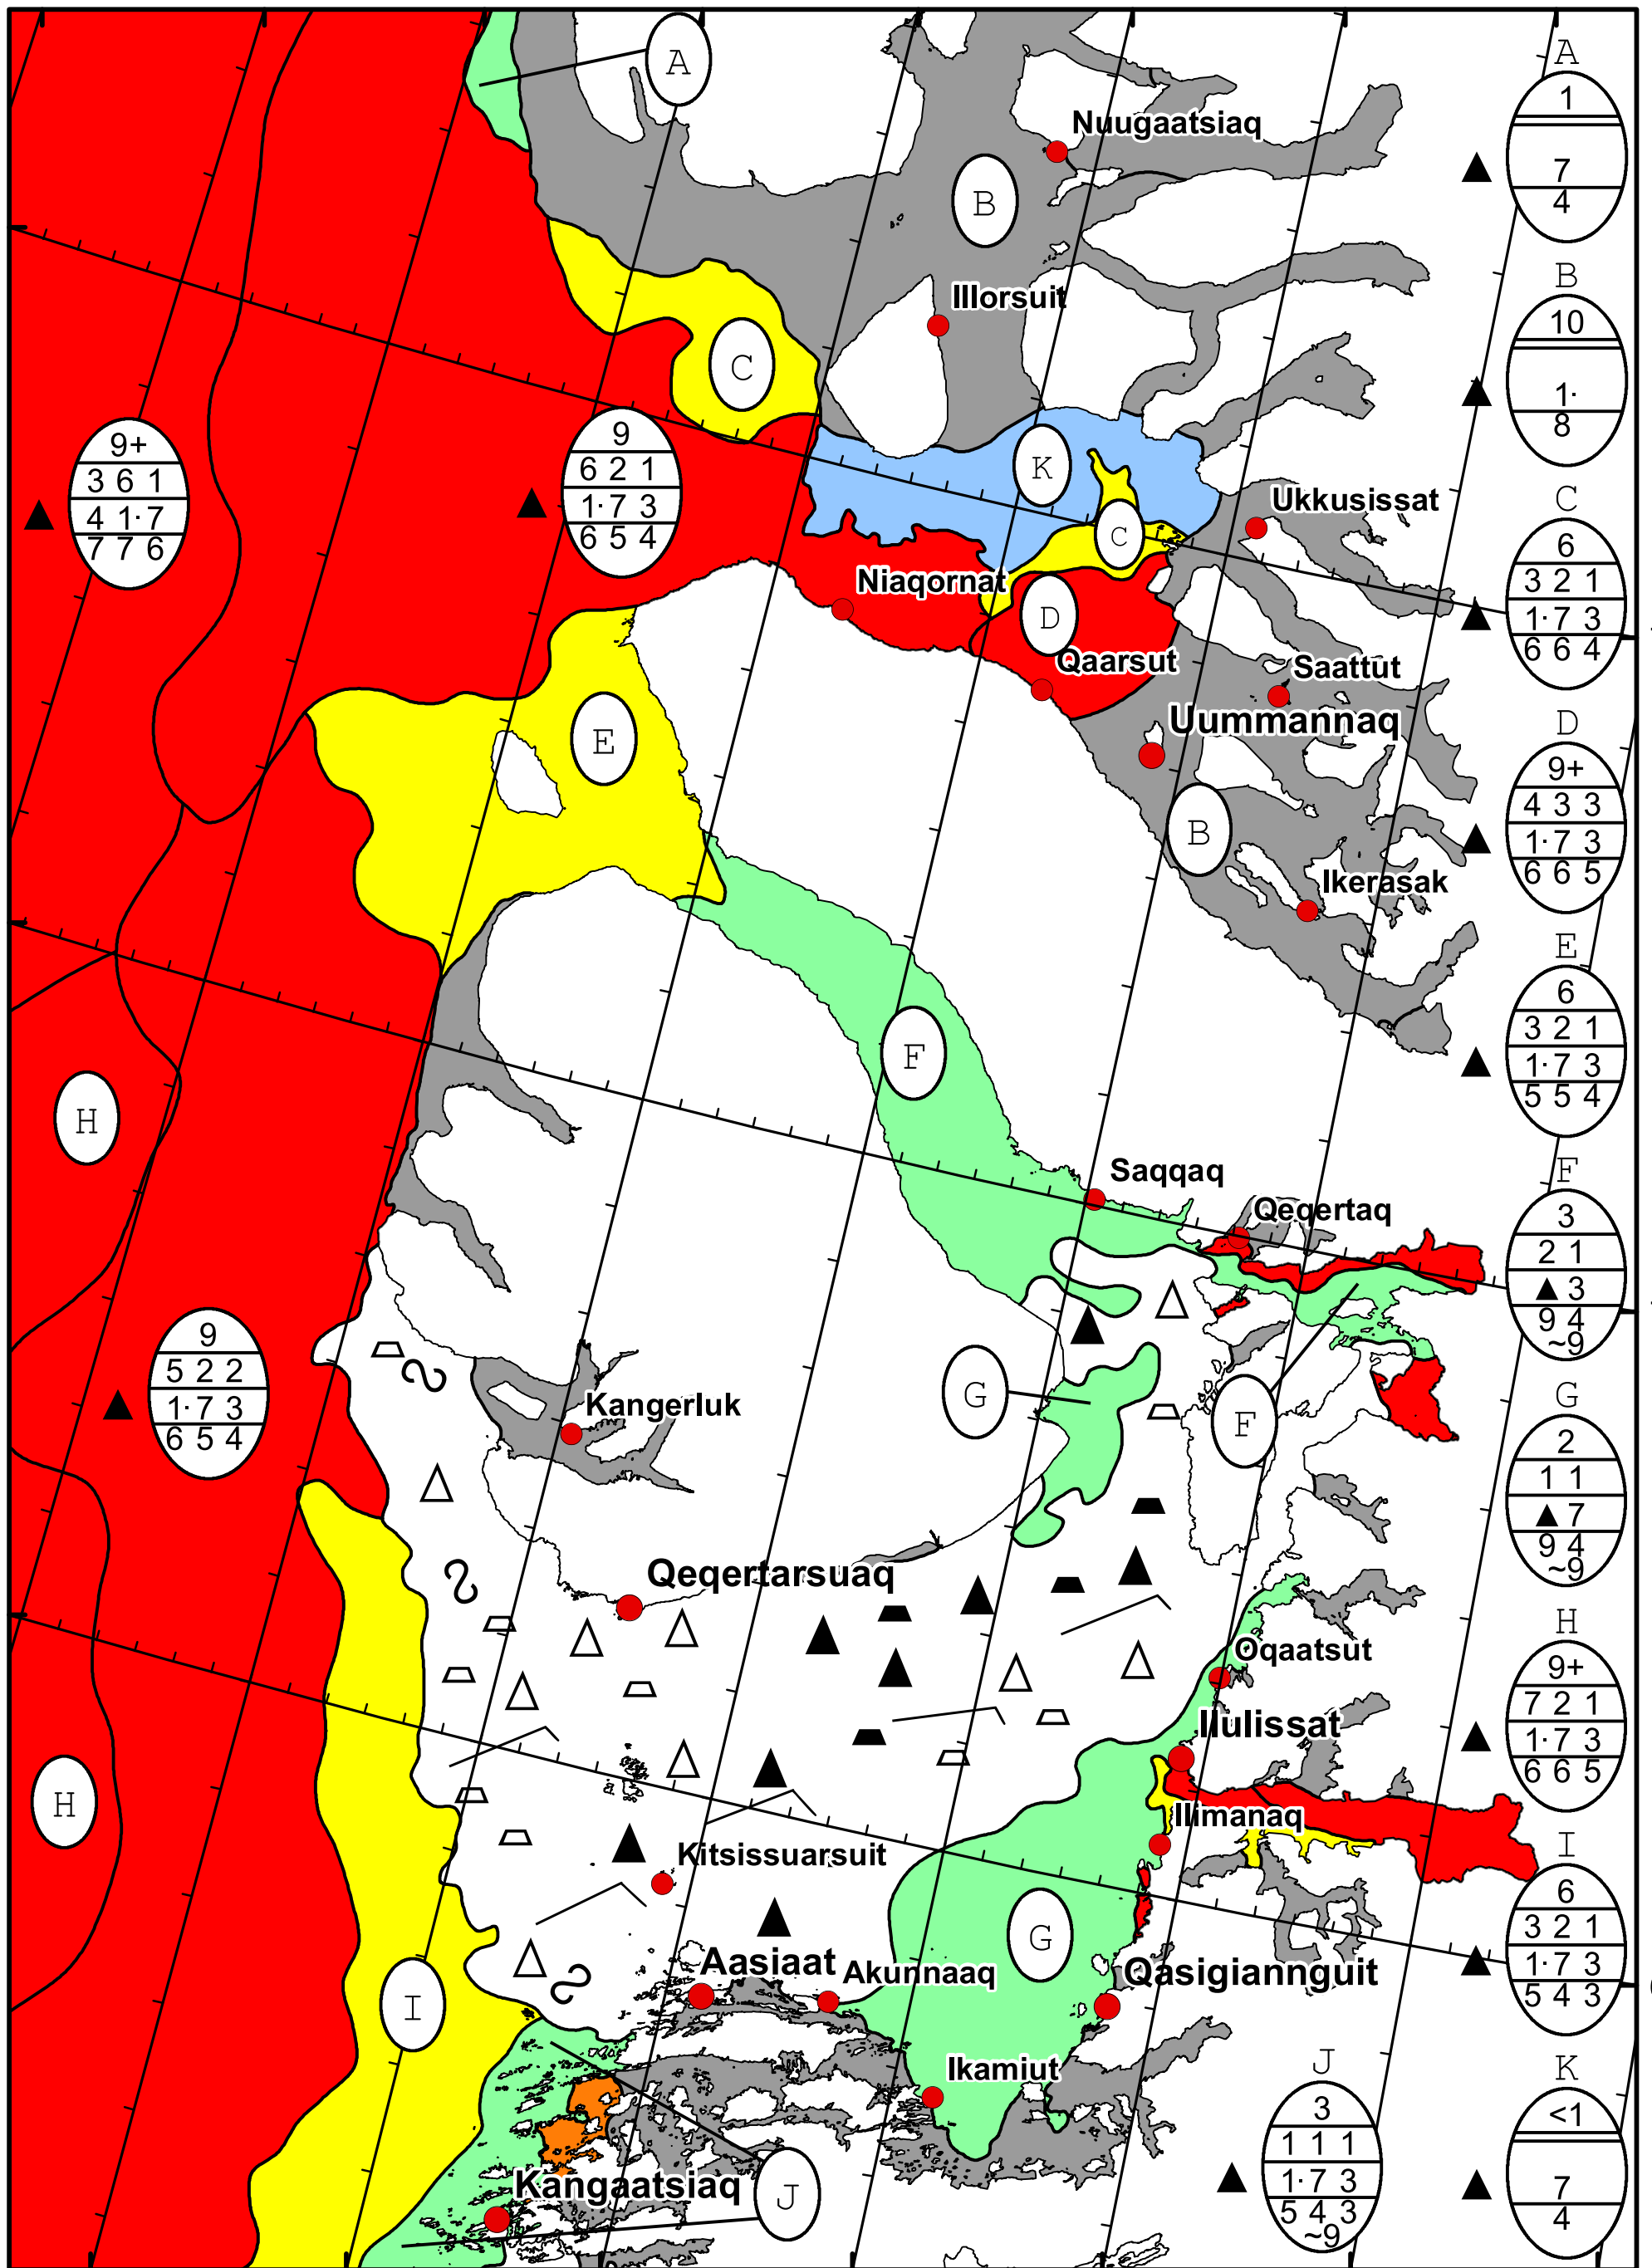 A
A
1
7
4
Nuugaatsiaq
B
B
10
1·
8
Illorsuit
C
C
6
3 2 1
1·7 3
6 6 4
9+
3 6 1
4 1·7
7 7 6
9
6 2 1
1·7 3
6 5 4
K
C
Ukkusissat
Niaqornat
D
Qaarsut
Saattut
Uummannaq
D
9+
4 3 3
1·7 3
6 6 5
E
B
Ikerasak
E
6
3 2 1
1·7 3
5 5 4
F
H
Saqqaq
Qeqertaq
F
3
2 1
▲ 3
9 4
~9
9
5 2 2
1·7 3
6 5 4
G
Kangerluk
F
G
2
1 1
▲ 7
9 4
~9
Qeqertarsuaq
Oqaatsut
Ilulissat
H
9+
7 2 1
1·7 3
6 6 5
H
Ilimanaq
Kitsissuarsuit
I
6
3 2 1
1·7 3
5 4 3
I
G
Aasiaat
Akunnaaq
Qasigiannguit
Ikamiut
J
3
1 1 1
1·7 3
5 4 3
~9
K
<1
7
4
Kangaatsiaq
J